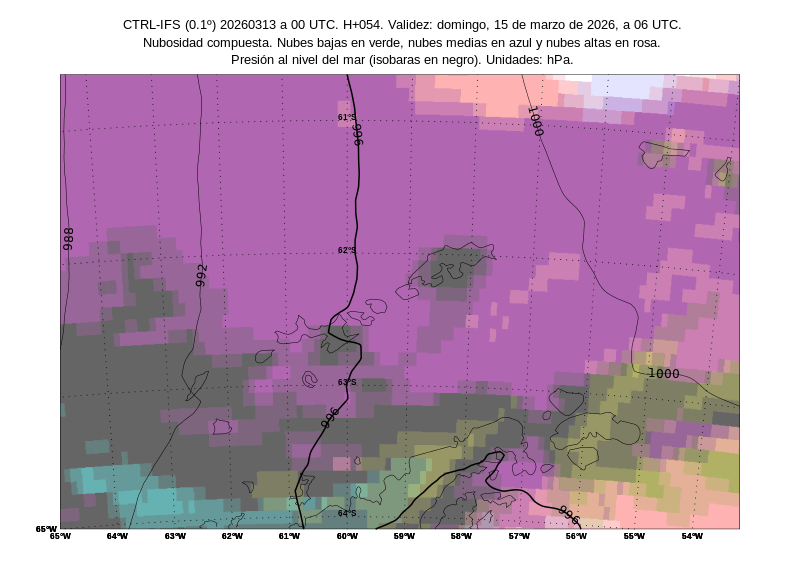 CTRL-IFS (0.1º) 20260313 a 00 UTC. H+054. Validez: domingo, 15 de marzo de 2026, a 06 UTC.
Nubosidad compuesta. Nubes bajas en verde, nubes medias en azul y nubes altas en rosa.
Presión al nivel del mar (isobaras en negro). Unidades: hPa.
61°S
996
1000
988
62°S
992
63°S
1000
996
64°S
996
65°W
65°W 64°W 63°W 62°W 61°W 60°W 59°W 58°W 57°W 56°W 55°W 54°W